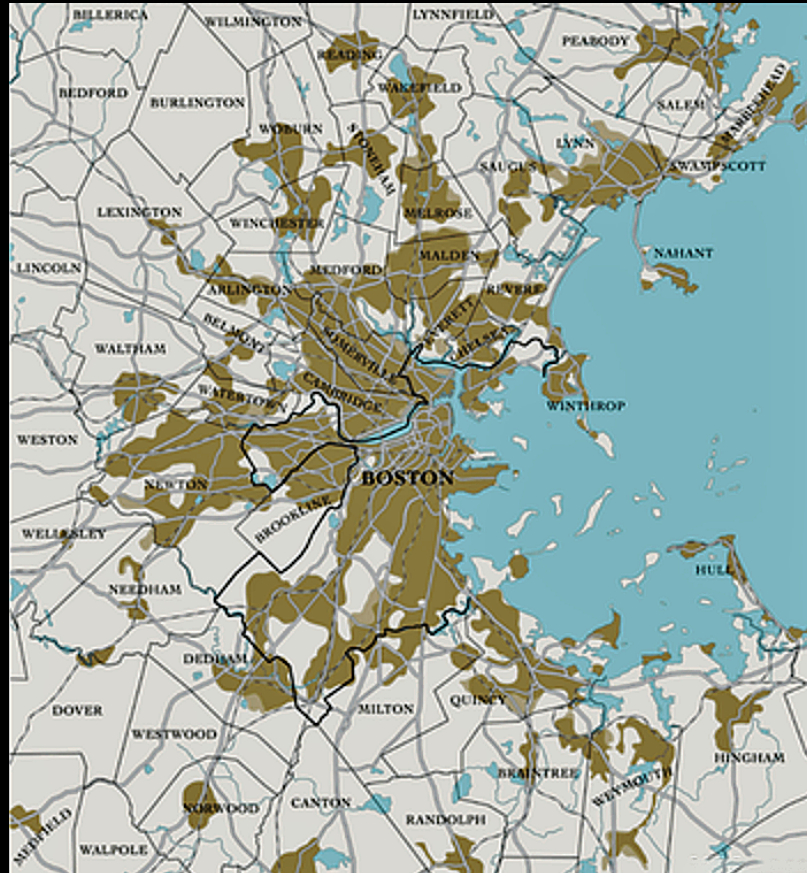 BILLERICA
WILMINGTON
LYNNFIELD
PEABODY
READING
WAKEFIELD
BEDFORD
BURLINGTON
SALEM
MARBLEHEAD
WOBURN
STONEHAM
LYNN
SAUGUS
SWAMPSCOTT
LEXINGTON
WINCHESTER
MELROSE
LINCOLN
MEDFORD
MALDEN
NAHANT
ARLINGTON
REVERE
EVERETT
BELMONT
SOMERVILLE
CHELSEA
WALTHAM
WATERTOWN
CAMBRIDGE
WINTHROP
WESTON
BOSTON
NEWTON
BROOKLINE
WELLESLEY
HULL
NEEDHAM
DEDHAM
DOVER
MILTON
QUINCY
WESTWOOD
BRAINTREE
WEYMOUTH
HINGHAM
NORWOOD
CANTON
RANDOLPH
MEDFIELD
WALPOLE